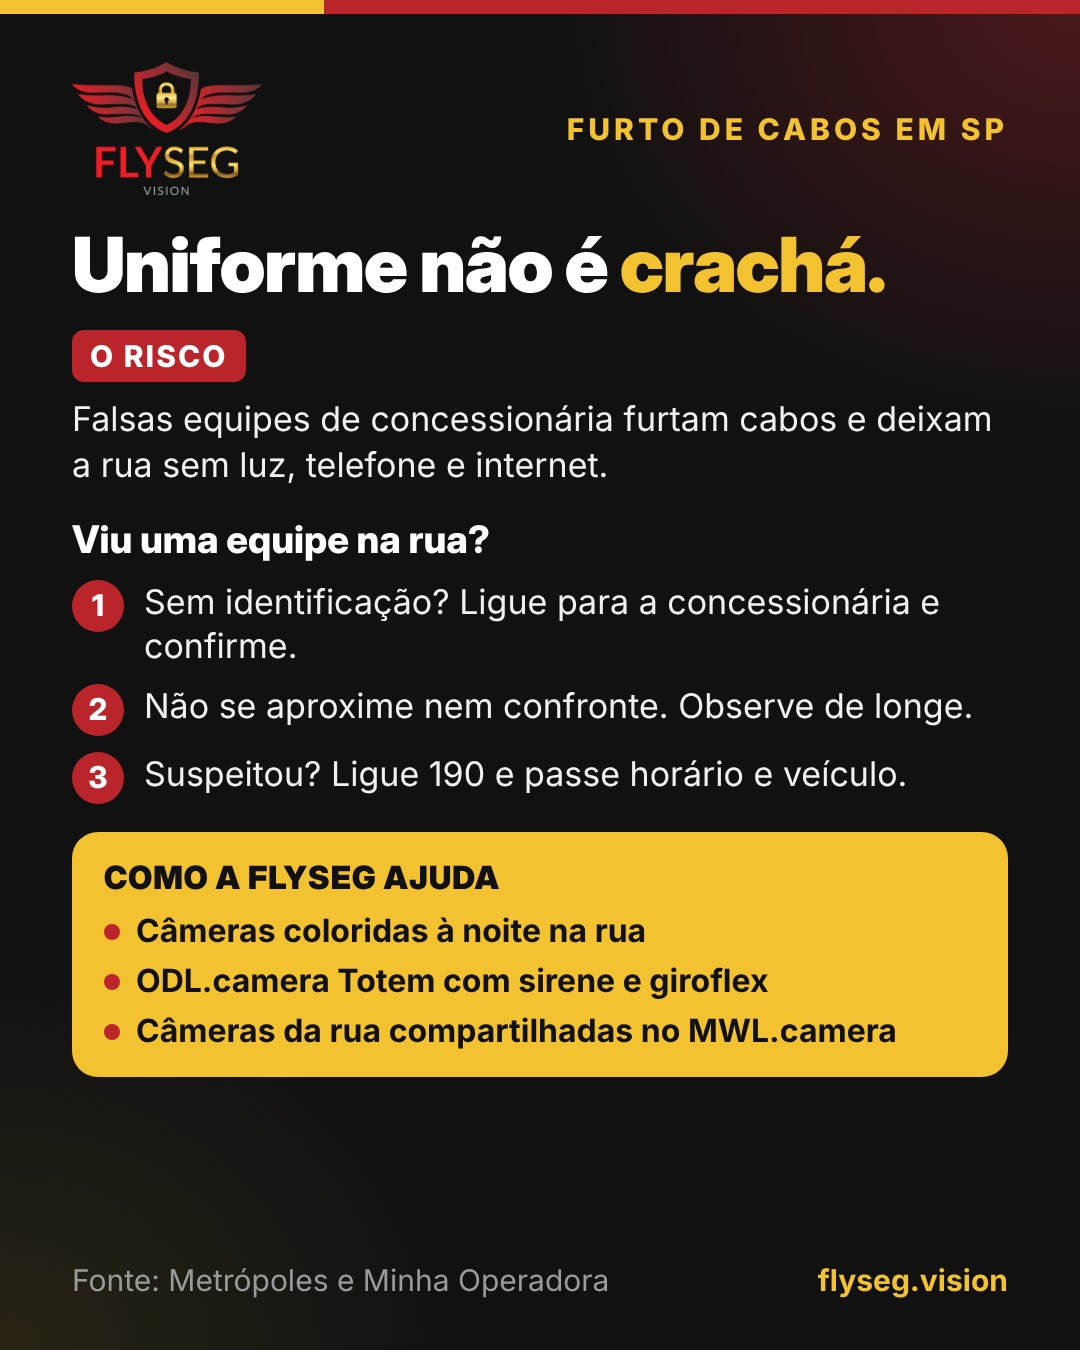 FLYSEG
VISION
FURTO DE CABOS EM SP
Uniforme não é crachá.
O RISCO
Falsas equipes de concessionária furtam cabos e deixam
a rua sem luz, telefone e internet.
Viu uma equipe na rua?
1 Sem identificação? Ligue para a concessionária e
confirme.
2 Não se aproxime nem confronte. Observe de longe.
3 Suspeitou? Ligue 190 e passe horário e veículo.
COMO A FLYSEG AJUDA
Câmeras coloridas à noite na rua
ODL.camera Totem com sirene e giroflex
Câmeras da rua compartilhadas no MWL.camera
Fonte: Metrópoles e Minha Operadora
flyseg.vision